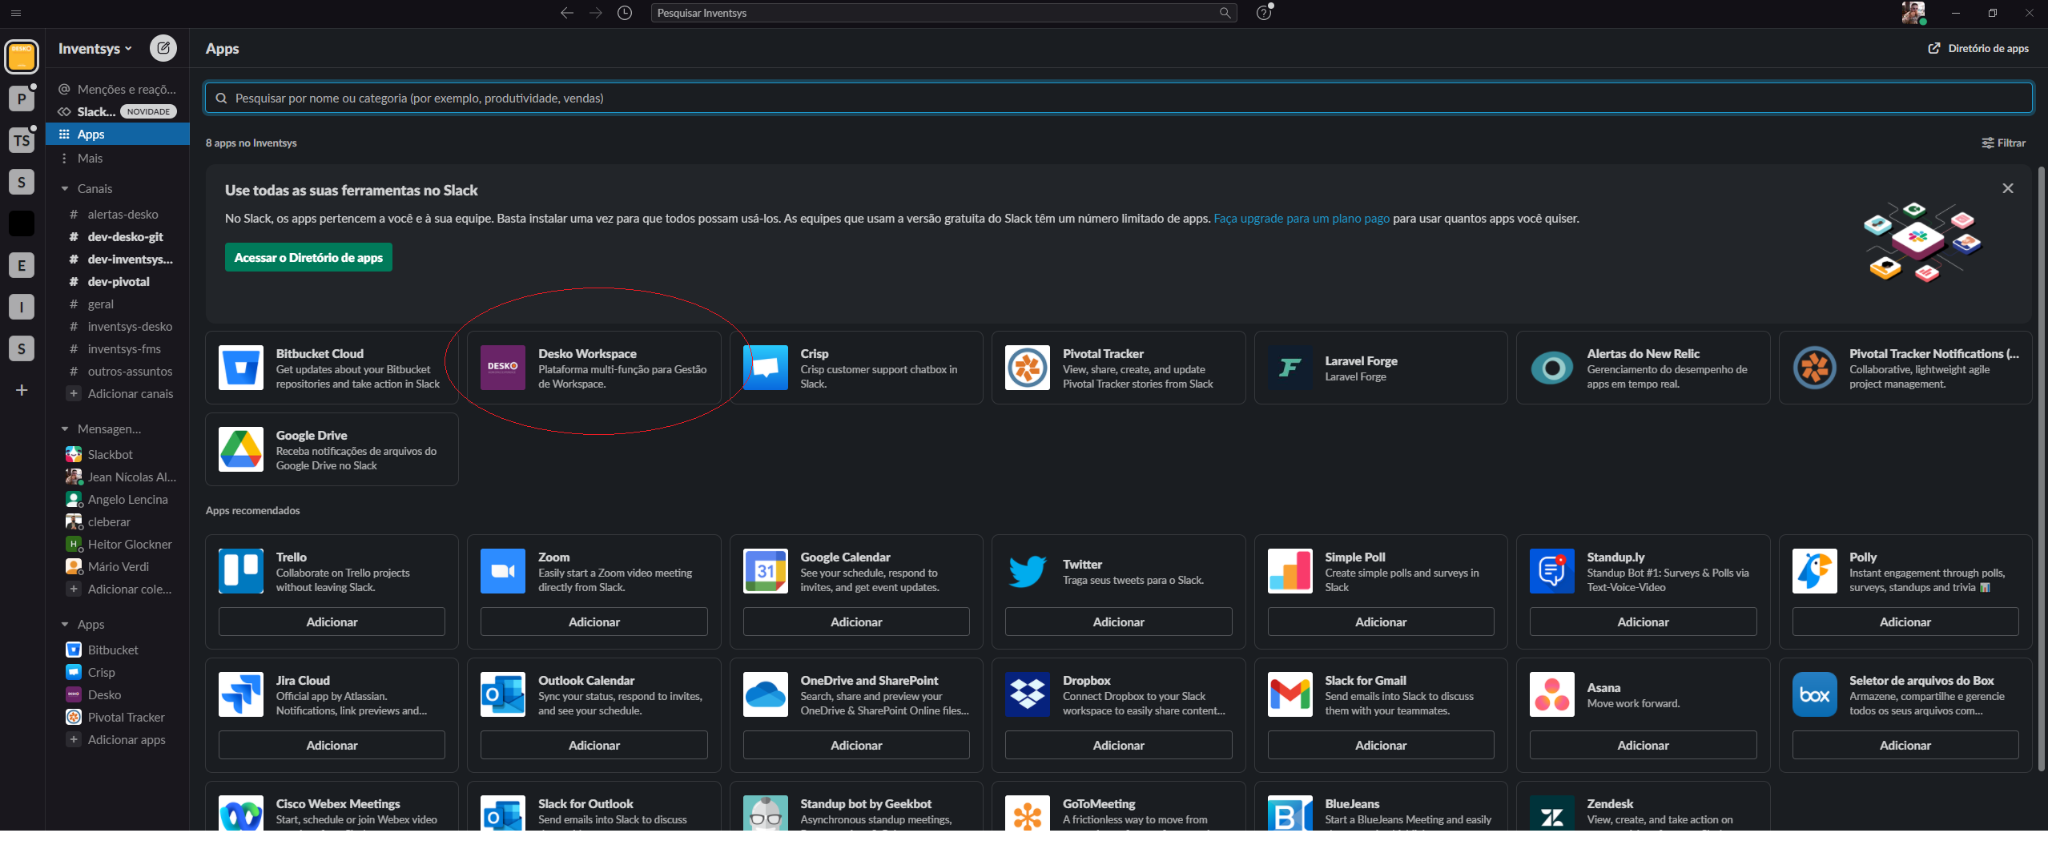 Pesquisar Inventsys
Inventsys
Apps
Diretório de apps
P
TS
S
E
I
S
Menções e reaçõ...
Slack...
NOVIDADE
Apps
Mais
Canais
# alertas-desko
# dev-desko-git
# dev-inventsys...
# dev-pivotal
# geral
# inventsys-desko
# inventsys-fms
# outros-assuntos
+ Adicionar canais
Mensagen...
Slackbot
Jean Nícolas Al...
Angelo Lencina
cleberar
H
Heitor Glockner
Mário Verdi
+ Adicionar cole...
Apps
Bitbucket
Crisp
Desko
Pivotal Tracker
+ Adicionar apps
Pesquisar por nome ou categoria (por exemplo, produtividade, vendas)
8 apps no Inventsys
Filtrar
Use todas as suas ferramentas no Slack
No Slack, os apps pertencem a você e à sua equipe. Basta instalar uma vez para que todos possam usá-los. As equipes que usam a versão gratuita do Slack têm um número limitado de apps. Faça upgrade para um plano pago para usar quantos apps você quiser.
Acessar o Diretório de apps
Bitbucket Cloud
Get updates about your Bitbucket
repositories and take action in Slack
DESKO
Desko Workspace
Plataforma multi-função para Gestão
de Workspace.
Crisp
Crisp customer support chatbox in
Slack.
Pivotal Tracker
View, share, create, and update
Pivotal Tracker stories from Slack
Laravel Forge
Laravel Forge
Alertas do New Relic
Gerenciamento do desempenho de
apps em tempo real.
Pivotal Tracker Notifications (...
Collaborative, lightweight agile
project management.
Google Drive
Receba notificações de arquivos do
Google Drive no Slack
Apps recomendados
Trello
Collaborate on Trello projects
without leaving Slack.
Adicionar
Zoom
Easily start a Zoom video meeting
directly from Slack.
Adicionar
31
Google Calendar
See your schedule, respond to
invites, and get event updates.
Adicionar
Twitter
Traga seus tweets para o Slack.
Adicionar
Simple Poll
Create simple polls and surveys in
Slack
Adicionar
Standup.ly
Standup Bot #1: Surveys & Polls via
Text-Voice-Video
Adicionar
Polly
Instant engagement through polls,
surveys, standups and trivia 📊
Adicionar
Jira Cloud
Official app by Atlassian.
Notifications, link previews and...
Adicionar
Outlook Calendar
Sync your status, respond to invites,
and see your schedule.
Adicionar
OneDrive and SharePoint
Search, share and preview your
OneDrive & SharePoint Online files...
Adicionar
Dropbox
Connect Dropbox to your Slack
workspace to easily share content...
Adicionar
Slack for Gmail
Send emails into Slack to discuss
them with your teammates.
Adicionar
Asana
Move work forward.
Adicionar
box
Seletor de arquivos do Box
Armazene, compartilhe e gerencie
todos os seus arquivos com...
Adicionar
Cisco Webex Meetings
Start, schedule or join Webex video
Slack for Outlook
Send emails into Slack to discuss
Standup bot by Geekbot
Asynchronous standup meetings,
GoToMeeting
A frictionless way to move from
BlueJeans
Start a BlueJeans Meeting and easily
Zendesk
View, create, and take action on